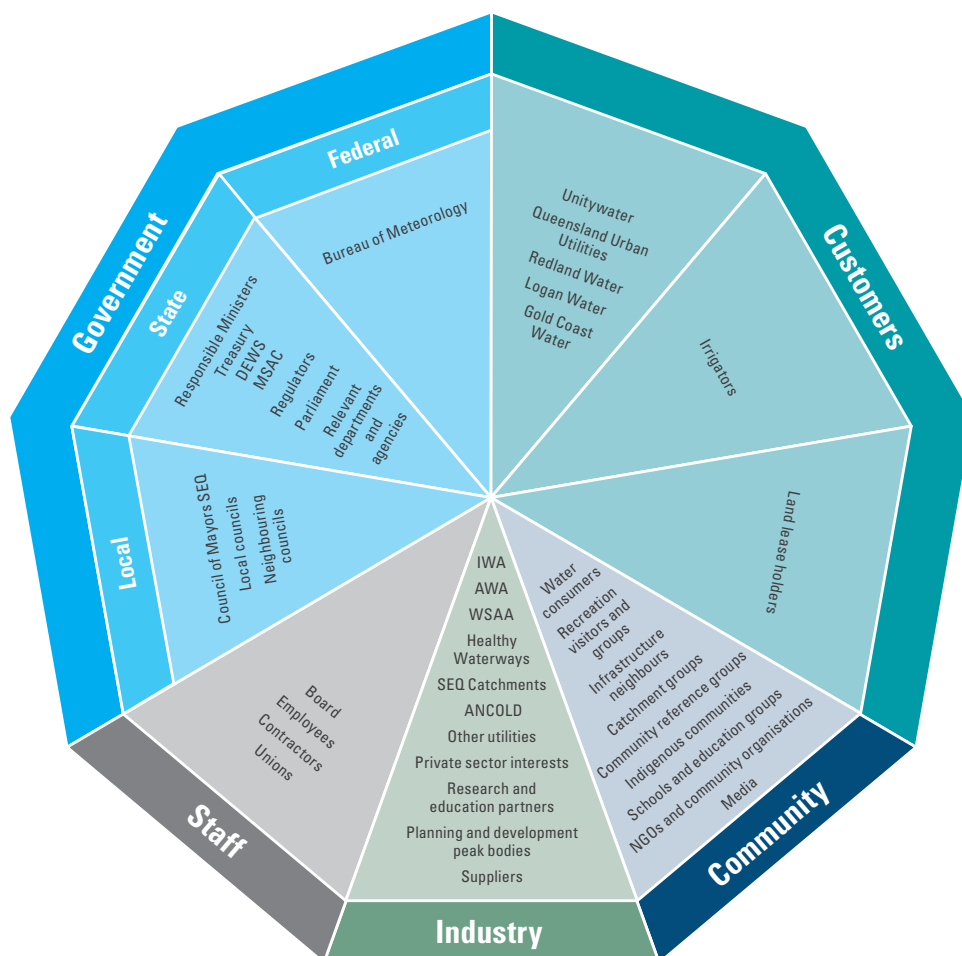 Government
Federal
Bureau of Meteorology
State
Responsible Ministers
Treasury
DEWS
MSAC
Regulators
Parliament
Relevant
departments
and
agencies
Local
Council of Mayors SEQ
Local councils
Neighbouring
councils
Customers
Unitywater
Queensland Urban
Utilities
Redland Water
Logan Water
Gold Coast
Water
Irrigators
Land lease holders
Community
Water
consumers
Recreation
visitors and
groups
Infrastructure
neighbours
Catchment groups
Community reference groups
Indigenous communities
Schools and education groups
NGOs and community organisations
Media
Industry
IWA
AWA
WSAA
Healthy
Waterways
SEQ Catchments
ANCOLD
Other utilities
Private sector interests
Research and
education partners
Planning and development
peak bodies
Suppliers
Staff
Board
Employees
Contractors
Unions